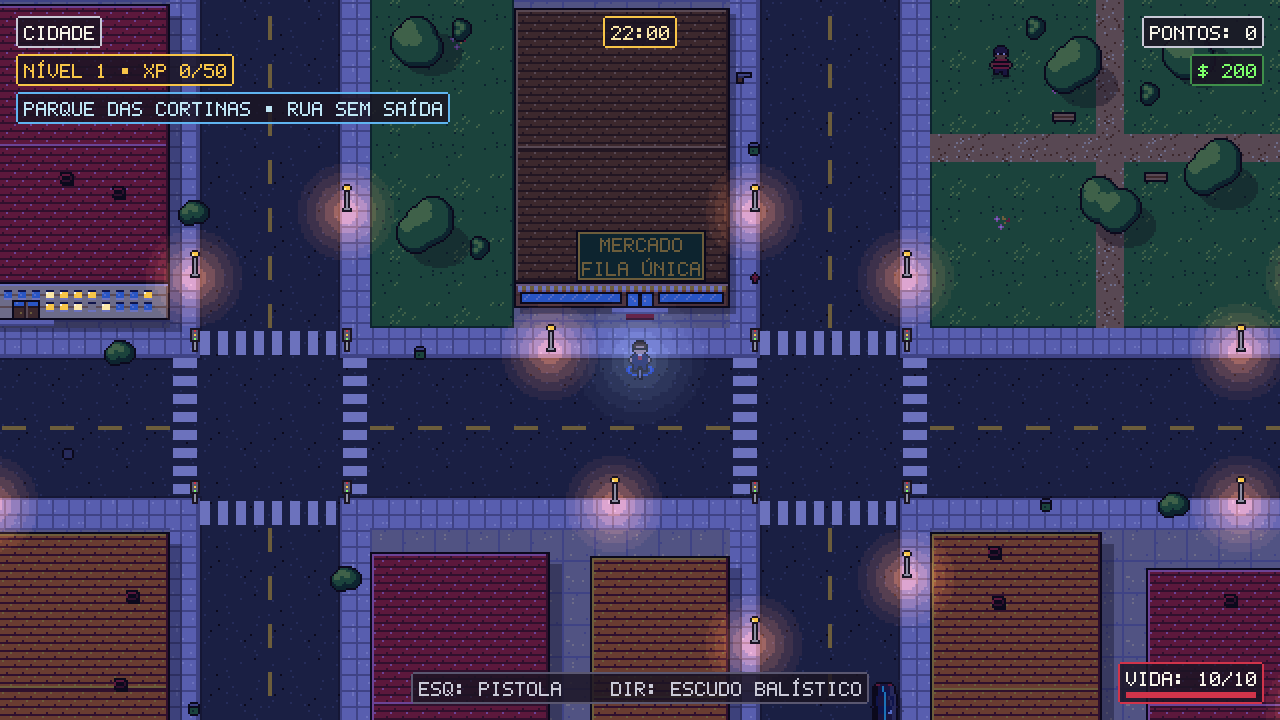 CIDADE
22:00
PONTOS: 0
NÍVEL 1 ▪ XP 0/50
$ 200
PARQUE DAS CORTINAS ▪ RUA SEM SAÍDA
MERCADO
FILA ÚNICA
ESQ: PISTOLA DIR: ESCUDO BALÍSTICO
VIDA: 10/10